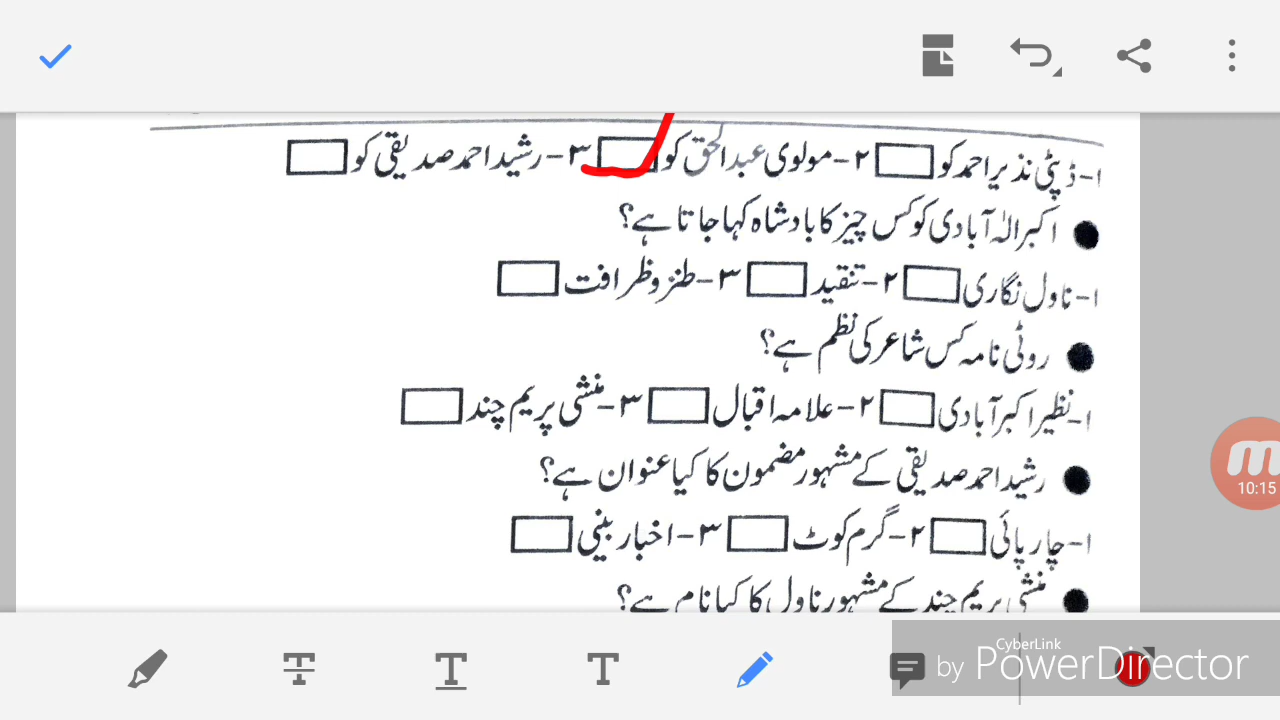 ۱-ڈپٹی نذیر احمد کو ۲-مولوی عبدالحق کو ۳-رشید احمد صدیقی کو
اکبر الٰہ آبادی کو کس چیز کا بادشاہ کہا جاتا ہے؟
۱-ناول نگاری ۲-تنقید ۳-طنز و ظرافت
روٹی نامہ کس شاعر کی نظم ہے؟
۱-نظیر اکبر آبادی ۲-علامہ اقبال ۳-منشی پریم چند
رشید احمد صدیقی کے مشہور مضمون کا کیا عنوان ہے؟
۱-چارپائی ۲-گرم کوٹ ۳-اخبار بینی
منشی پریم چند کے مشہور ناول کا کیا نام ہے؟
10:15
T T T
CyberLink
by PowerDirector